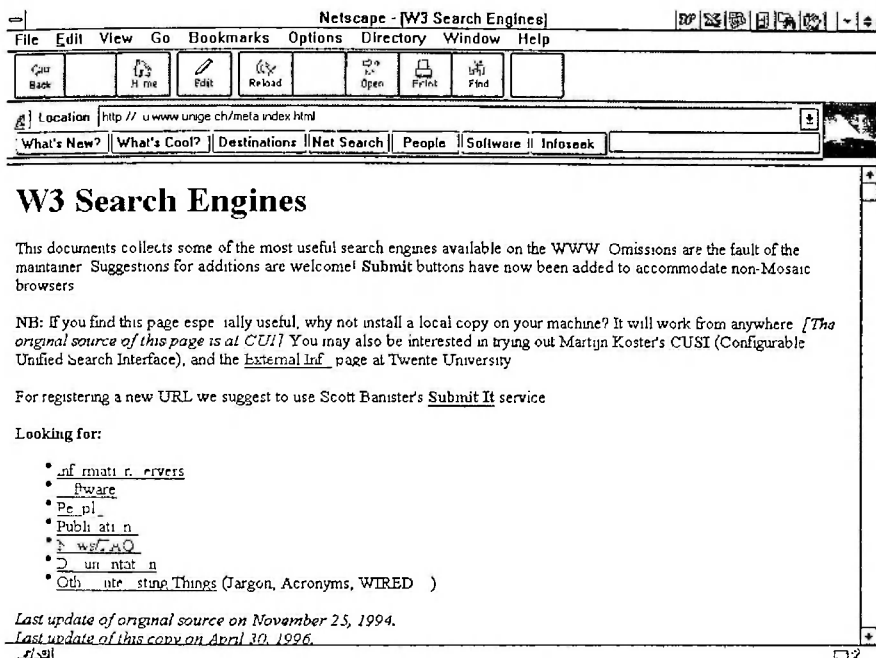 Netscape - [W3 Search Engines]
File Edit View Go Bookmarks Options Directory Window Help
Back Edit Reload Open Print Find
Location http // uwww unige ch/meta index html
What's New? What's Cool? Destinations Net Search People Software Infoseek
W3 Search Engines
This documents collects some of the most useful search engines available on the WWW Omissions are the fault of the
maintainer Suggestions for additions are welcome! Submit buttons have now been added to accommodate non-Mosaic
browsers
NB: If you find this page useful, why not install a local copy on your machine? It will work from anywhere [The
original source of this page is at CUI] You may also be interested in trying out Martijn Koster's CUSI (Configurable
Unified Search Interface), and the External page at Twente University
For registering a new URL we suggest to use Scott Banister's Submit It service
Looking for:
Things (Jargon, Acronyms, WIRED )
Last update of original source on November 25, 1994.
Last update of this copy on April 30, 1996.